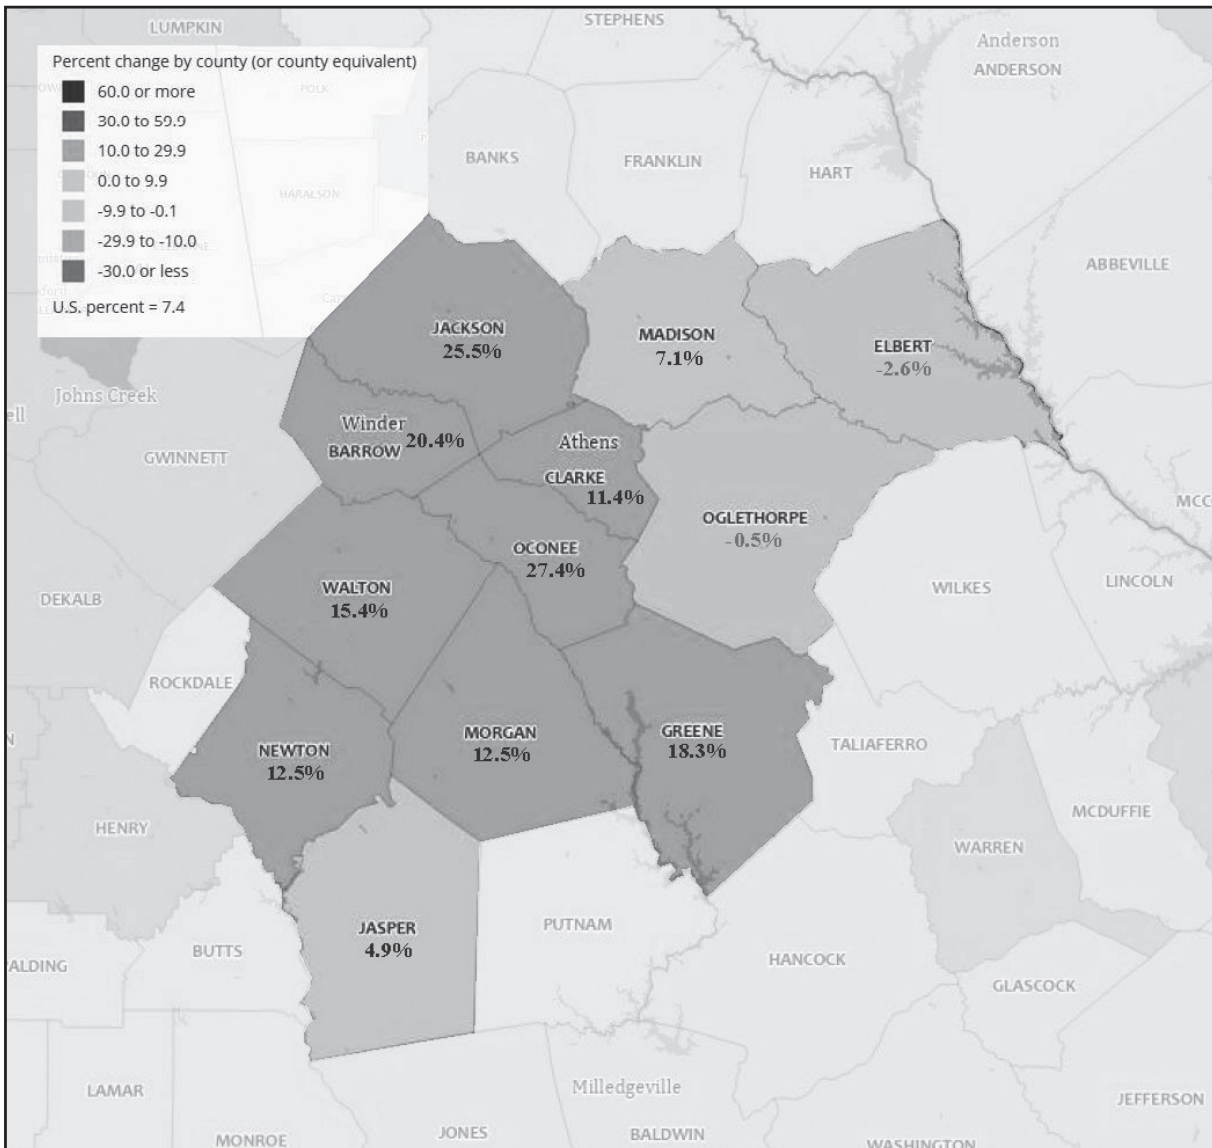 LUMPKIN
STEPHENS
Anderson
ANDERSON
Percent change by county (or county equivalent)
60.0 or more
30.0 to 59.9
10.0 to 29.9
0.0 to 9.9
-9.9 to -0.1
-29.9 to -10.0
-30.0 or less
U.S. percent = 7.4
POLK
HARALSON
BANKS
FRANKLIN
HART
ABBEVILLE
JACKSON
25.5%
MADISON
7.1%
ELBERT
-2.6%
Johns Creek
ell
GWINNETT
Winder
BARROW 20.4%
Athens
CLARKE
11.4%
OGLETHORPE
-0.5%
MCC
OCONEE
27.4%
WALTON
15.4%
DEKALB
WILKES
LINCOLN
ROCKDALE
NEWTON
12.5%
MORGAN
12.5%
GREENE
18.3%
TALIAFERRO
N
HENRY
MCDUFFIE
WARREN
JASPER
4.9%
PUTNAM
BUTTS
ALDING
HANCOCK
GLASCOCK
LAMAR
Milledgeville
JEFFERSON
MONROE
JONES
BALDWIN
WASHINGTON